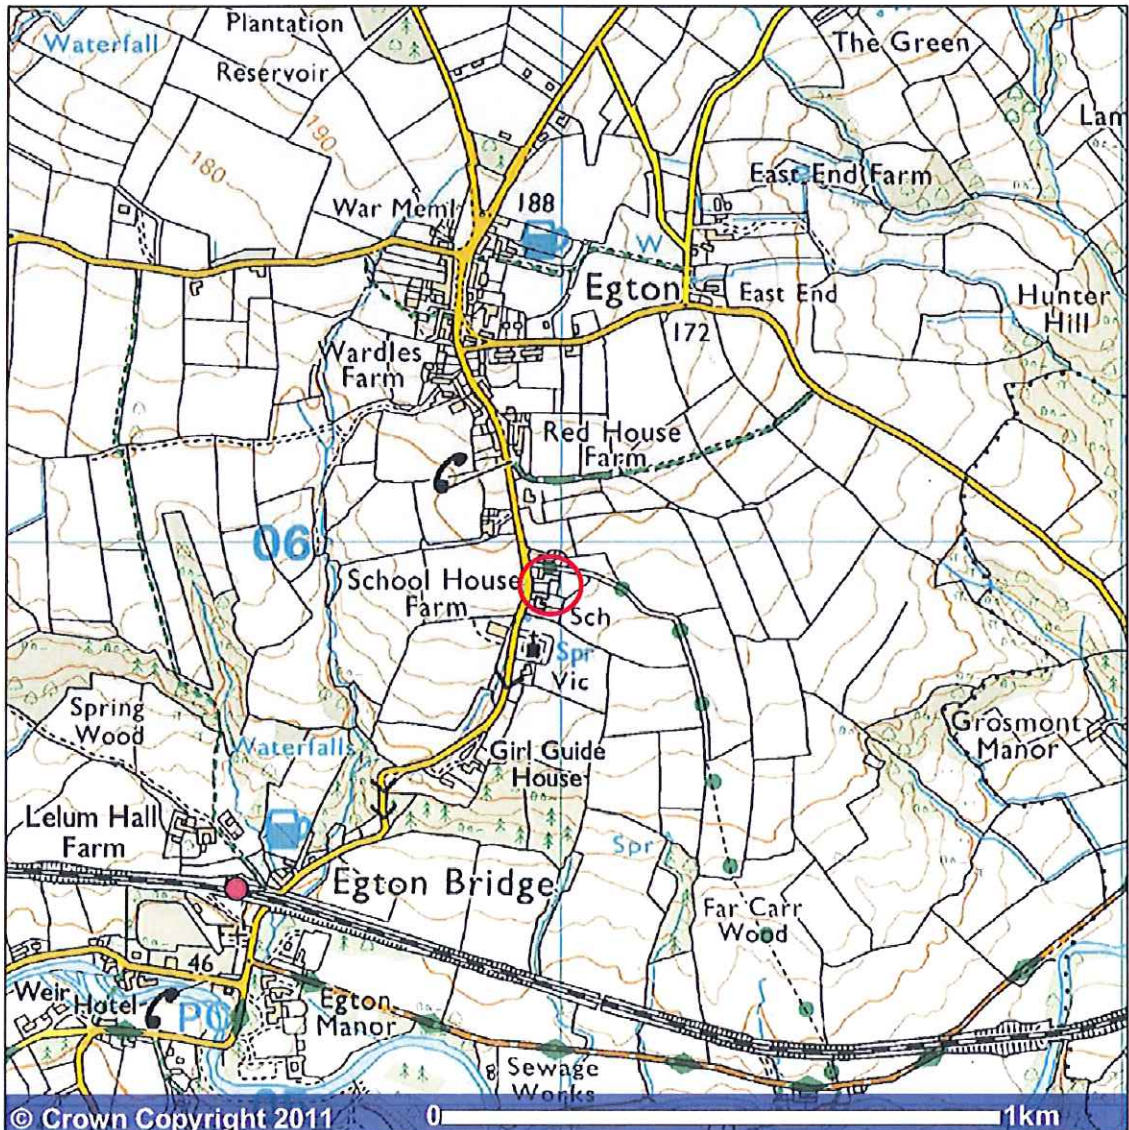 Waterfall
Plantation
Reservoir
The Green
190
180
East End Farm
War Meml
188
W
Egton
East End
Hunter
Hill
172
Wardles
Farm
Red House
Farm
06
School House
Farm
Sch
Spr
Vic
Spring
Wood
Waterfalls
Girl Guide
House
Grosmont
Manor
Lelum Hall
Farm
Spr
Egton Bridge
Far Carr
Wood
46
Weir
Hotel
PC
Egton
Manor
Sewage
Works
© Crown Copyright 2011
0
1km